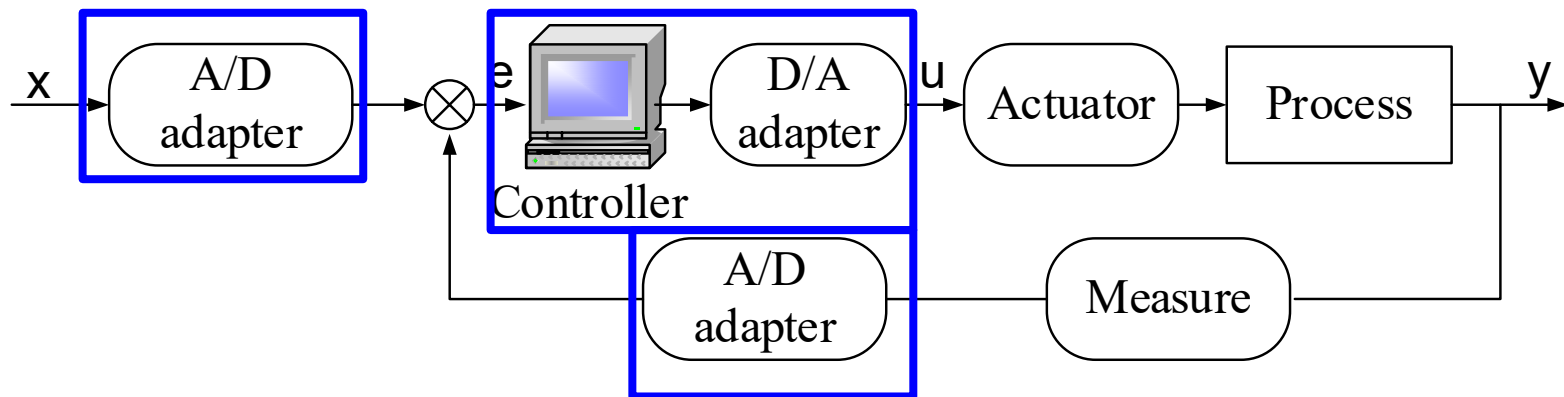 x
A/D
adapter
e
Controller
D/A
adapter
u
Actuator
Process
y
A/D
adapter
Measure